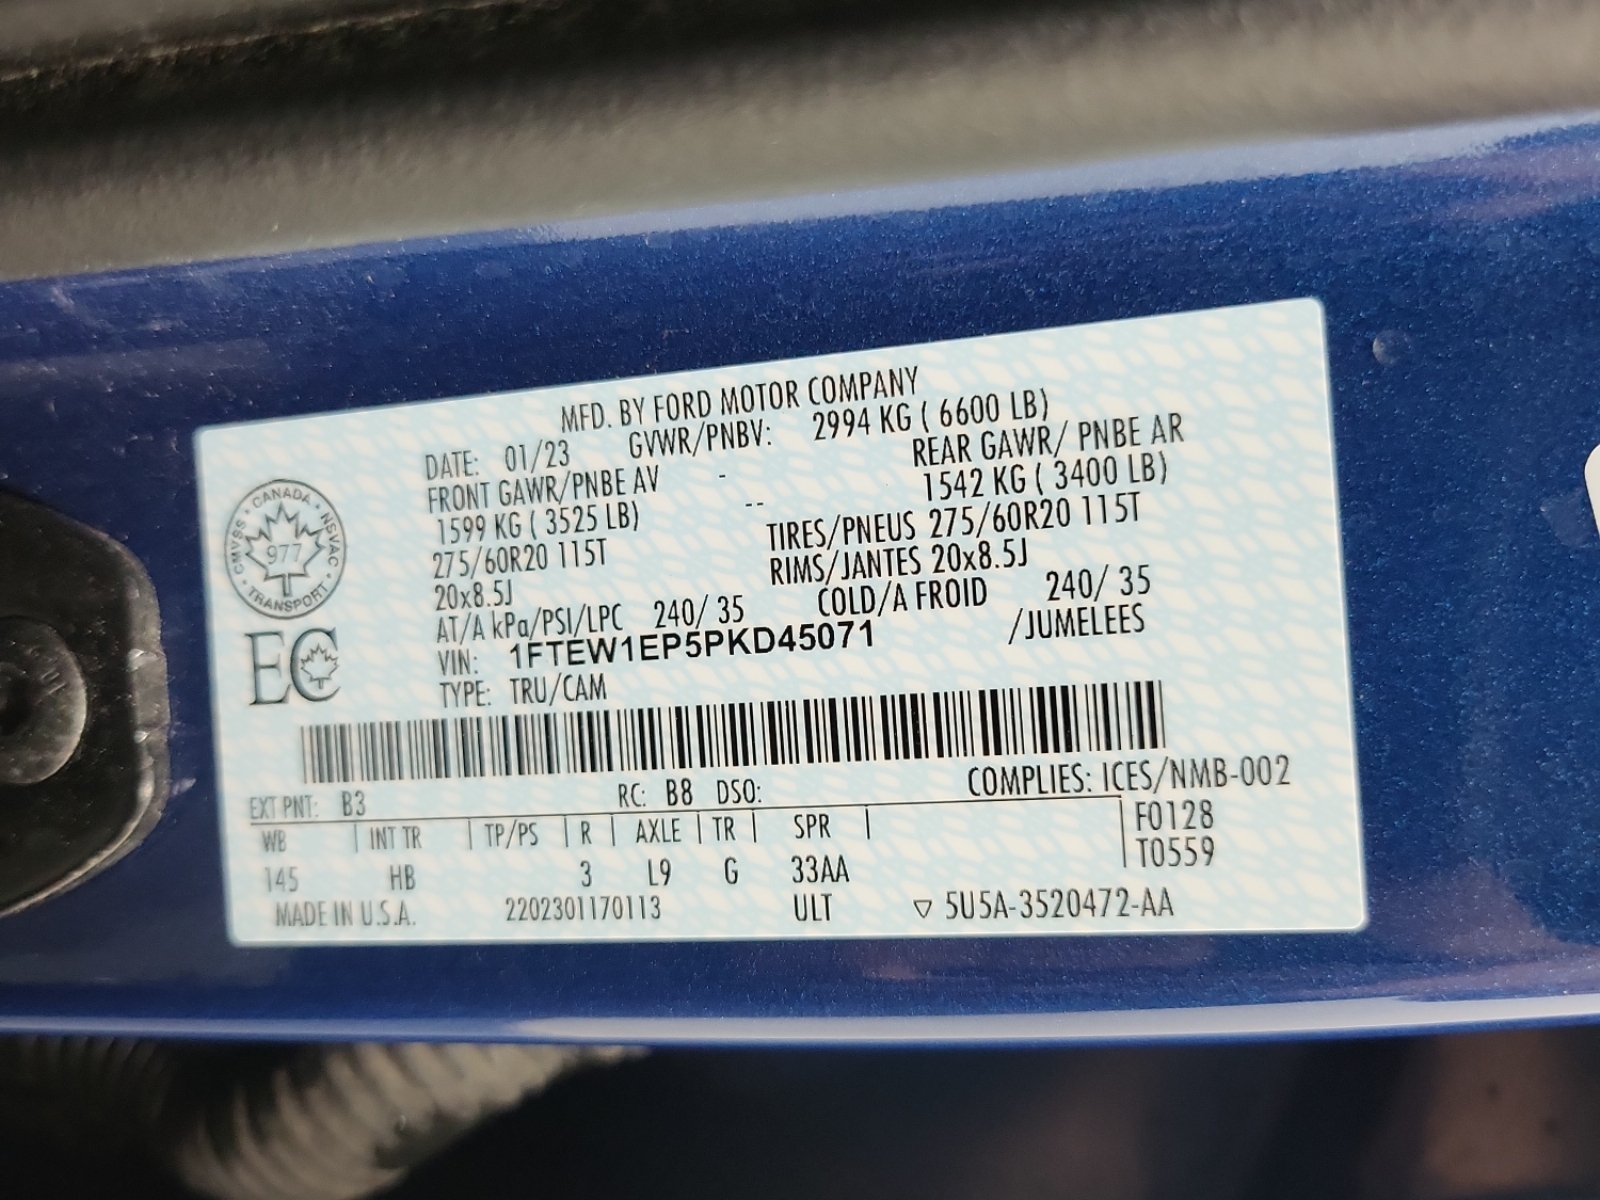 MFD. BY FORD MOTOR COMPANY
DATE: 01/23 GVWR/PNBV: 2994 KG ( 6600 LB)
FRONT GAWR/PNBE AV - REAR GAWR/ PNBE AR
1599 KG ( 3525 LB) -- 1542 KG ( 3400 LB)
275/60R20 115T TIRES/PNEUS 275/60R20 115T
20x8.5J RIMS/JANTES 20x8.5J
AT/A kPa/PSI/LPC 240/ 35 COLD/A FROID 240/ 35
VIN: 1FTEW1EP5PKD45071 /JUMELEES
TYPE: TRU/CAM
CANADA
CMVSS NSVAC
977
TRANSPORT
EC
COMPLIES: ICES/NMB-002
EXT PNT: B3 RC: B8 DSO:
WB | INT TR | TP/PS | R | AXLE | TR | SPR | F0128
145 HB 3 L9 G 33AA | T0559
MADE IN U.S.A. 2202301170113 ULT ▽ 5U5A-3520472-AA